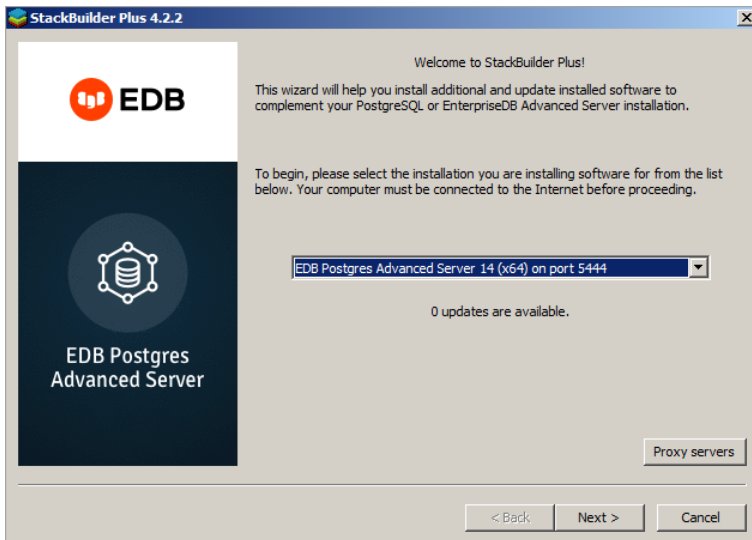 StackBuilder Plus 4.2.2
EDB
EDB Postgres
Advanced Server
Welcome to StackBuilder Plus!
This wizard will help you install additional and update installed software to
complement your PostgreSQL or EnterpriseDB Advanced Server installation.
To begin, please select the installation you are installing software for from the list
below. Your computer must be connected to the Internet before proceeding.
EDB Postgres Advanced Server 14 (x64) on port 5444
0 updates are available.
Proxy servers
< Back
Next >
Cancel